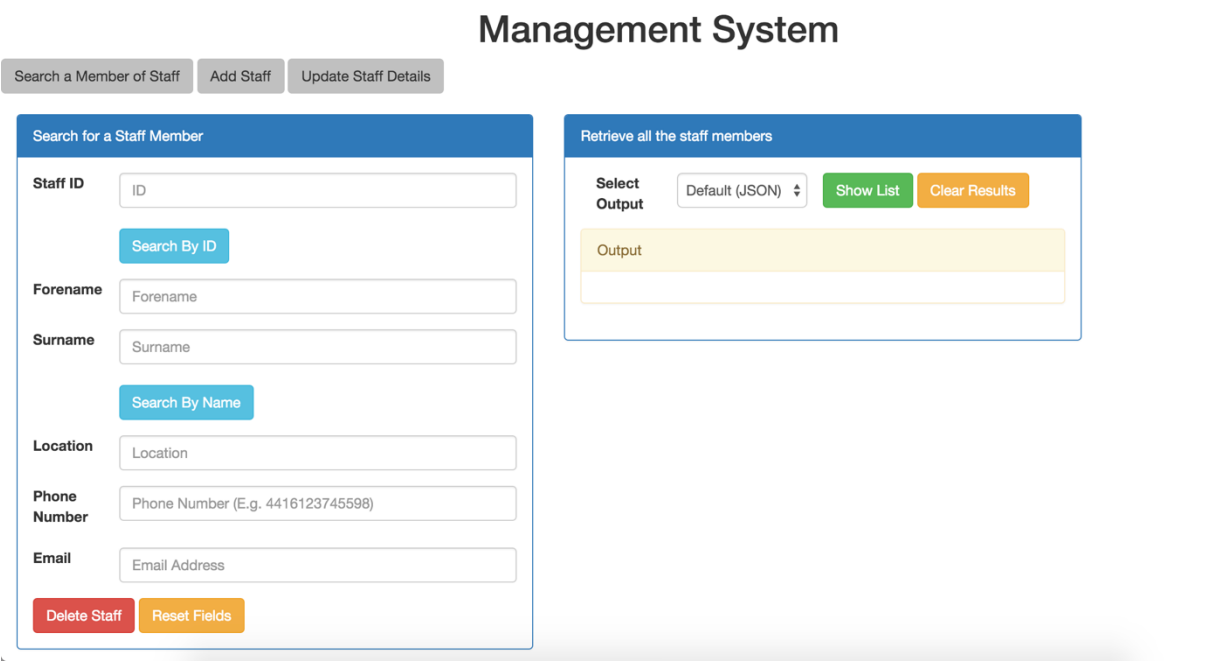 Management System
Search a Member of Staff
Add Staff
Update Staff Details
Search for a Staff Member
Staff ID
ID
Search By ID
Forename
Forename
Surname
Surname
Search By Name
Location
Location
Phone
Number
Phone Number (E.g. 4416123745598)
Email
Email Address
Delete Staff
Reset Fields
Retrieve all the staff members
Select
Output
Default (JSON)
Show List
Clear Results
Output